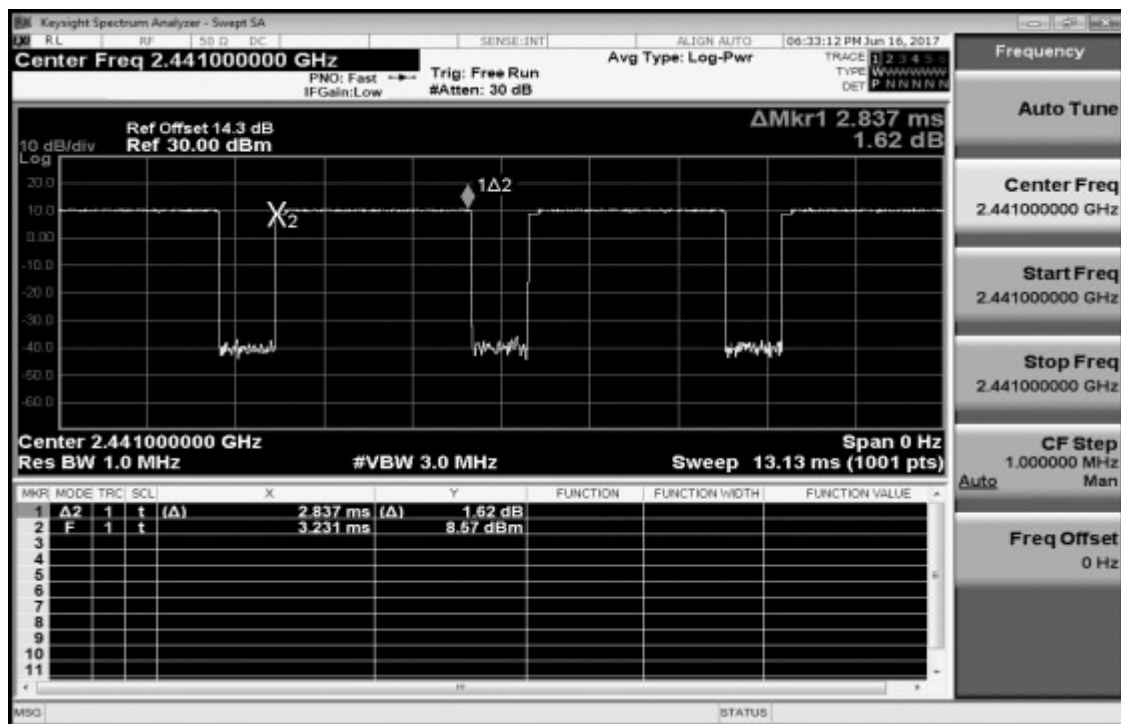 Keysight Spectrum Analyzer - Swept SA
RL RF 50 Ω DC SENSE:INT ALIGN AUTO 06:33:12 PM Jun 16, 2017
Center Freq 2.441000000 GHz
PNO: Fast
IFGain:Low
Trig: Free Run
#Atten: 30 dB
Avg Type: Log-Pwr
TRACE 1 2 3 4 5 6
TYPE WWWWWWW
DET P N N N N N
Frequency
Auto Tune
Center Freq
2.441000000 GHz
Start Freq
2.441000000 GHz
Stop Freq
2.441000000 GHz
CF Step
1.000000 MHz
Auto Man
Freq Offset
0 Hz
Ref Offset 14.3 dB
10 dB/div Ref 30.00 dBm
Log
ΔMkr1 2.837 ms
1.62 dB
20.0
10.0
0.00
-10.0
-20.0
-30.0
-40.0
-50.0
-60.0
X2
1Δ2
Center 2.441000000 GHz Span 0 Hz
Res BW 1.0 MHz #VBW 3.0 MHz Sweep 13.13 ms (1001 pts)
MKR MODE TRC SCL X Y FUNCTION FUNCTION WIDTH FUNCTION VALUE
1 Δ2 1 t (Δ) 2.837 ms (Δ) 1.62 dB
2 F 1 t 3.231 ms 8.57 dBm
3
4
5
6
7
8
9
10
11
MSG STATUS